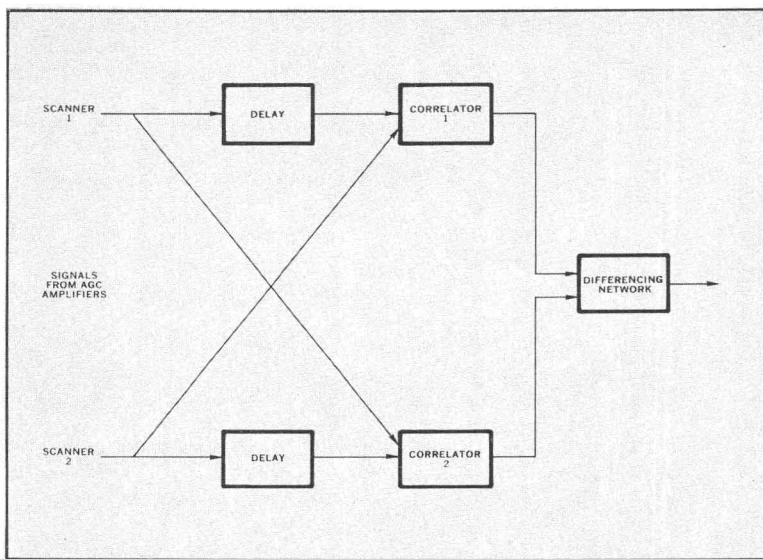 SCANNER
1
DELAY
CORRELATOR
1
SIGNALS
FROM AGC
AMPLIFIERS
DIFFERENCING
NETWORK
SCANNER
2
DELAY
CORRELATOR
2